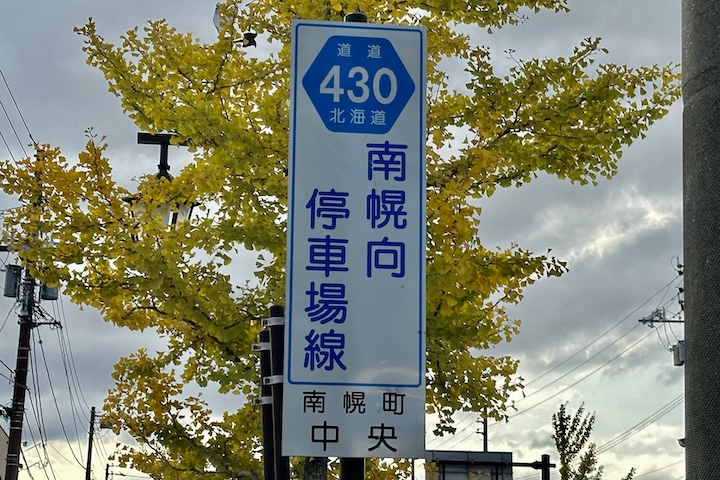 道道
430
北海道
南幌向
停車場線
南幌町
中央